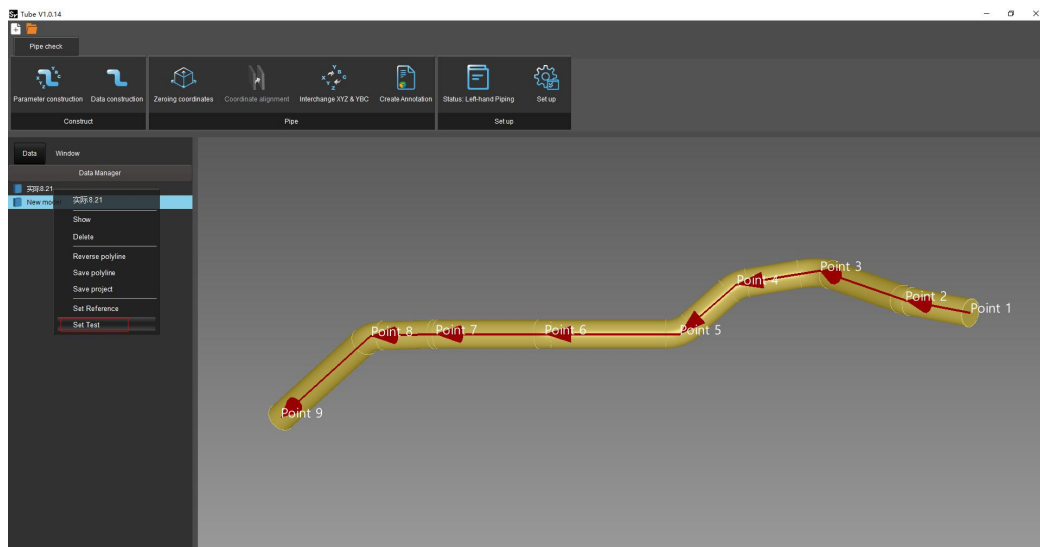 Tube V1.0.14
Pipe check
Parameter construction
Data construction
Zeroing coordinates
Coordinate alignment
Interchange XYZ & YBC
Create Annotation
Status: Left-hand Piping
Set up
Construct
Pipe
Set up
Data
Window
Data Manager
实际8.21
New mo
实际8.21
Show
Delete
Reverse polyline
Save polyline
Save project
Set Reference
Set Test
Point 1
Point 2
Point 3
Point 4
Point 5
Point 6
Point 7
Point 8
Point 9